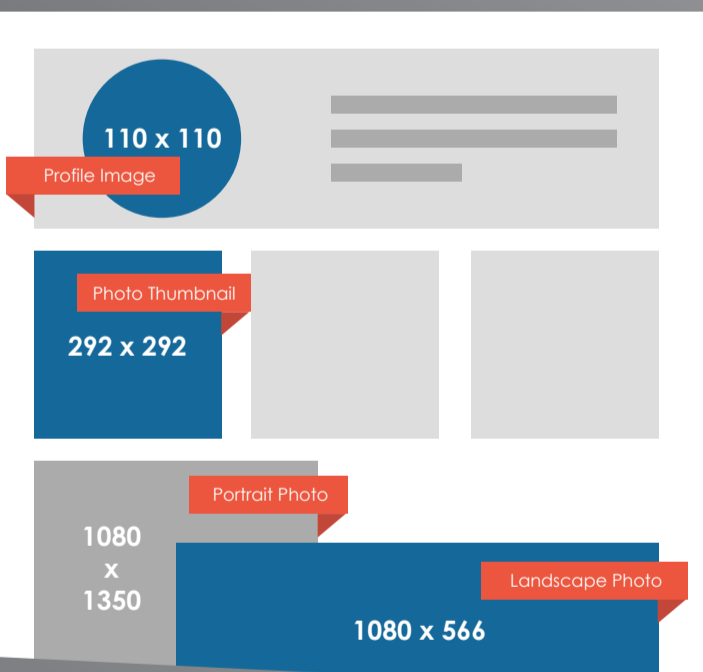 110 x 110
Profile Image
Photo Thumbnail
292 x 292
Portrait Photo
1080
x
1350
Landscape Photo
1080 x 566